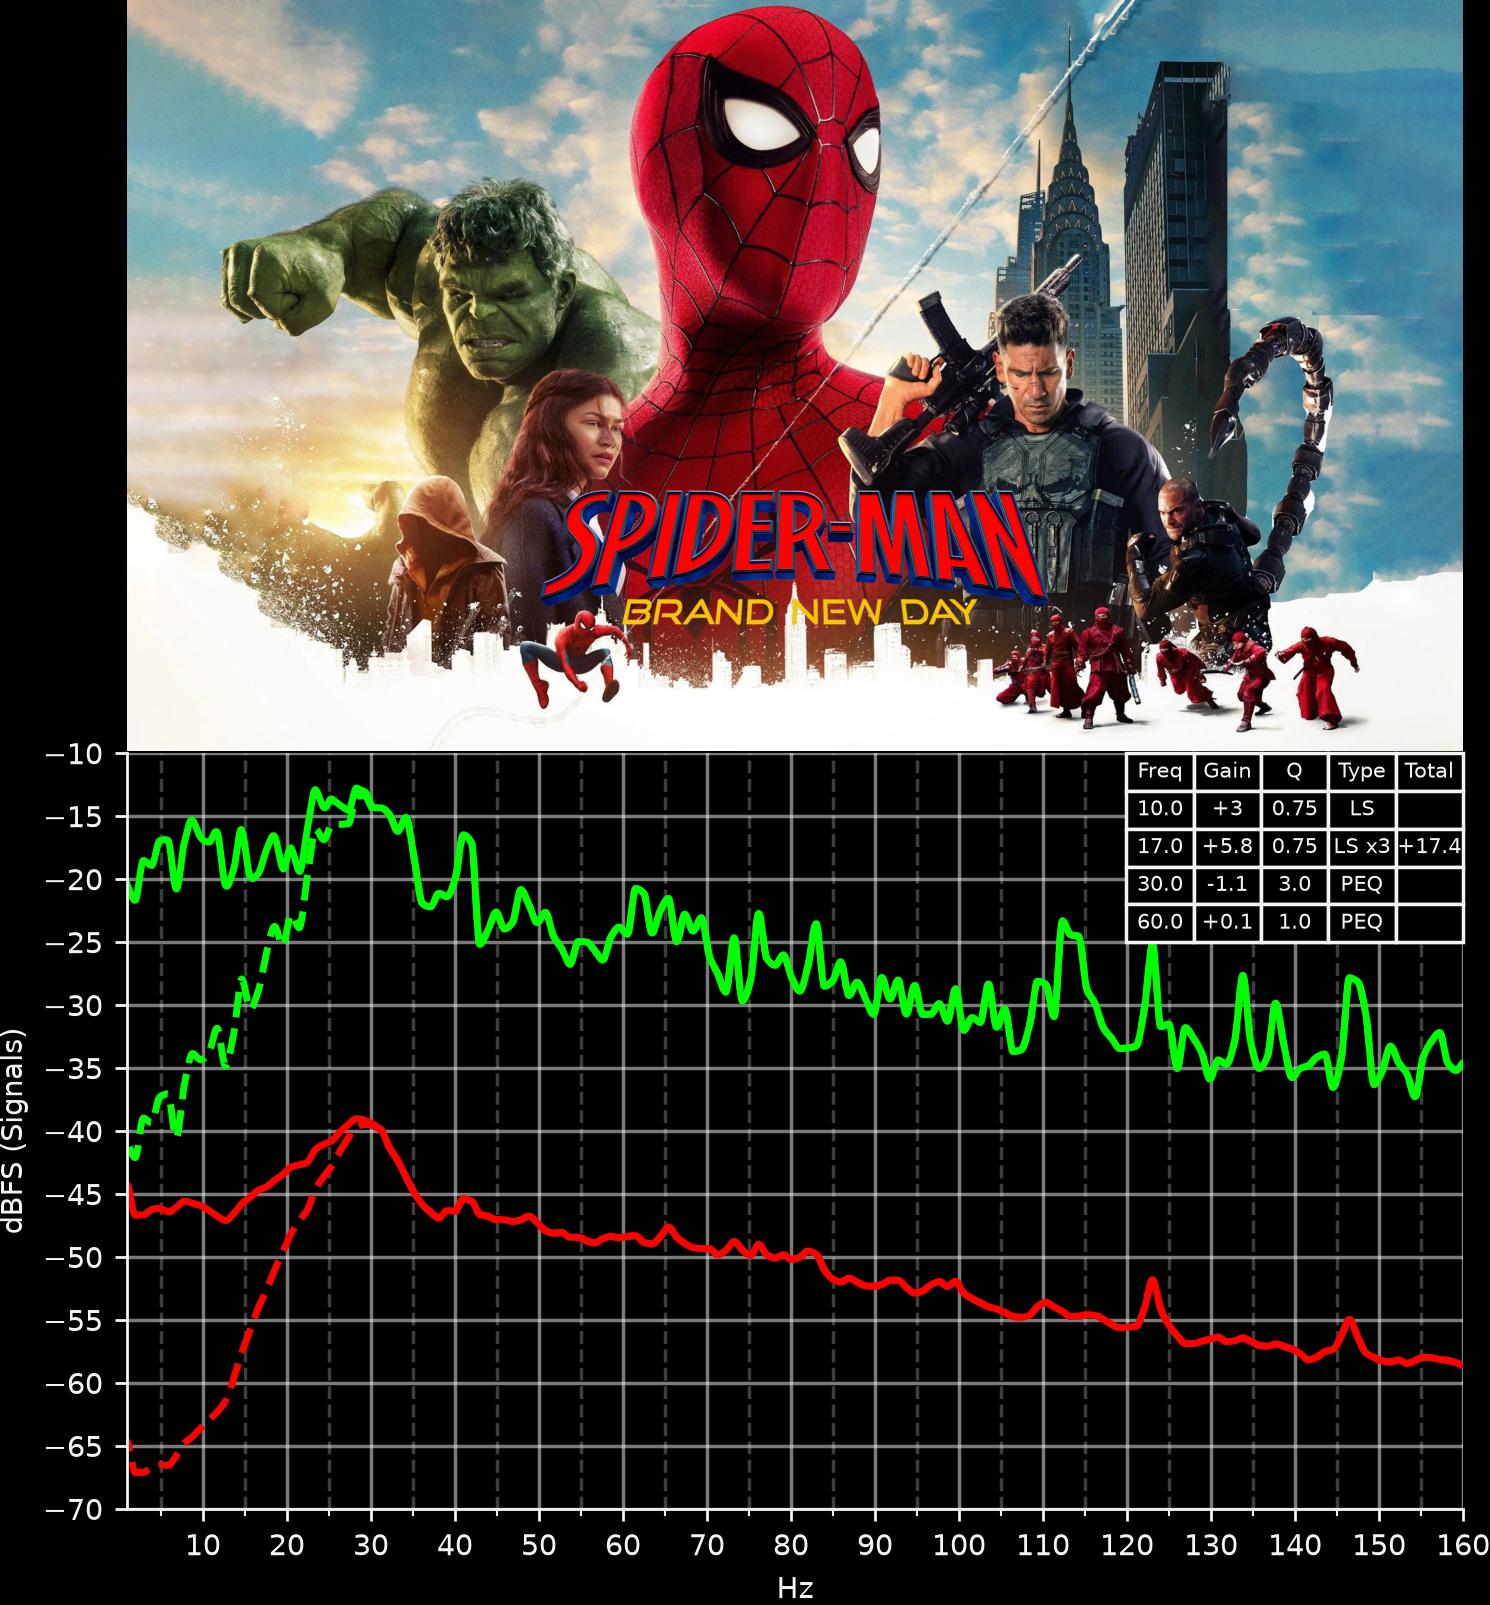 SPIDER-MAN
BRAND NEW DAY
Freq Gain Q Type Total
10.0 +3 0.75 LS
17.0 +5.8 0.75 LS x3 +17.4
30.0 -1.1 3.0 PEQ
60.0 +0.1 1.0 PEQ
−10
−15
−20
−25
−30
−35
−40
−45
−50
−55
−60
−65
−70
dBFS (Signals)
10 20 30 40 50 60 70 80 90 100 110 120 130 140 150 160
Hz